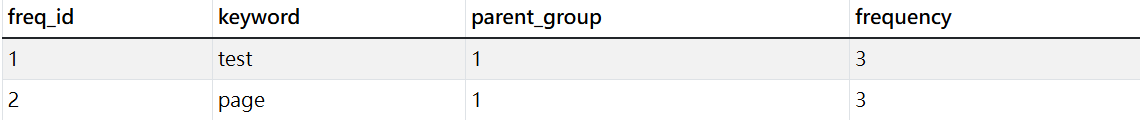 freq_id keyword parent_group frequency
1 test 1 3
2 page 1 3